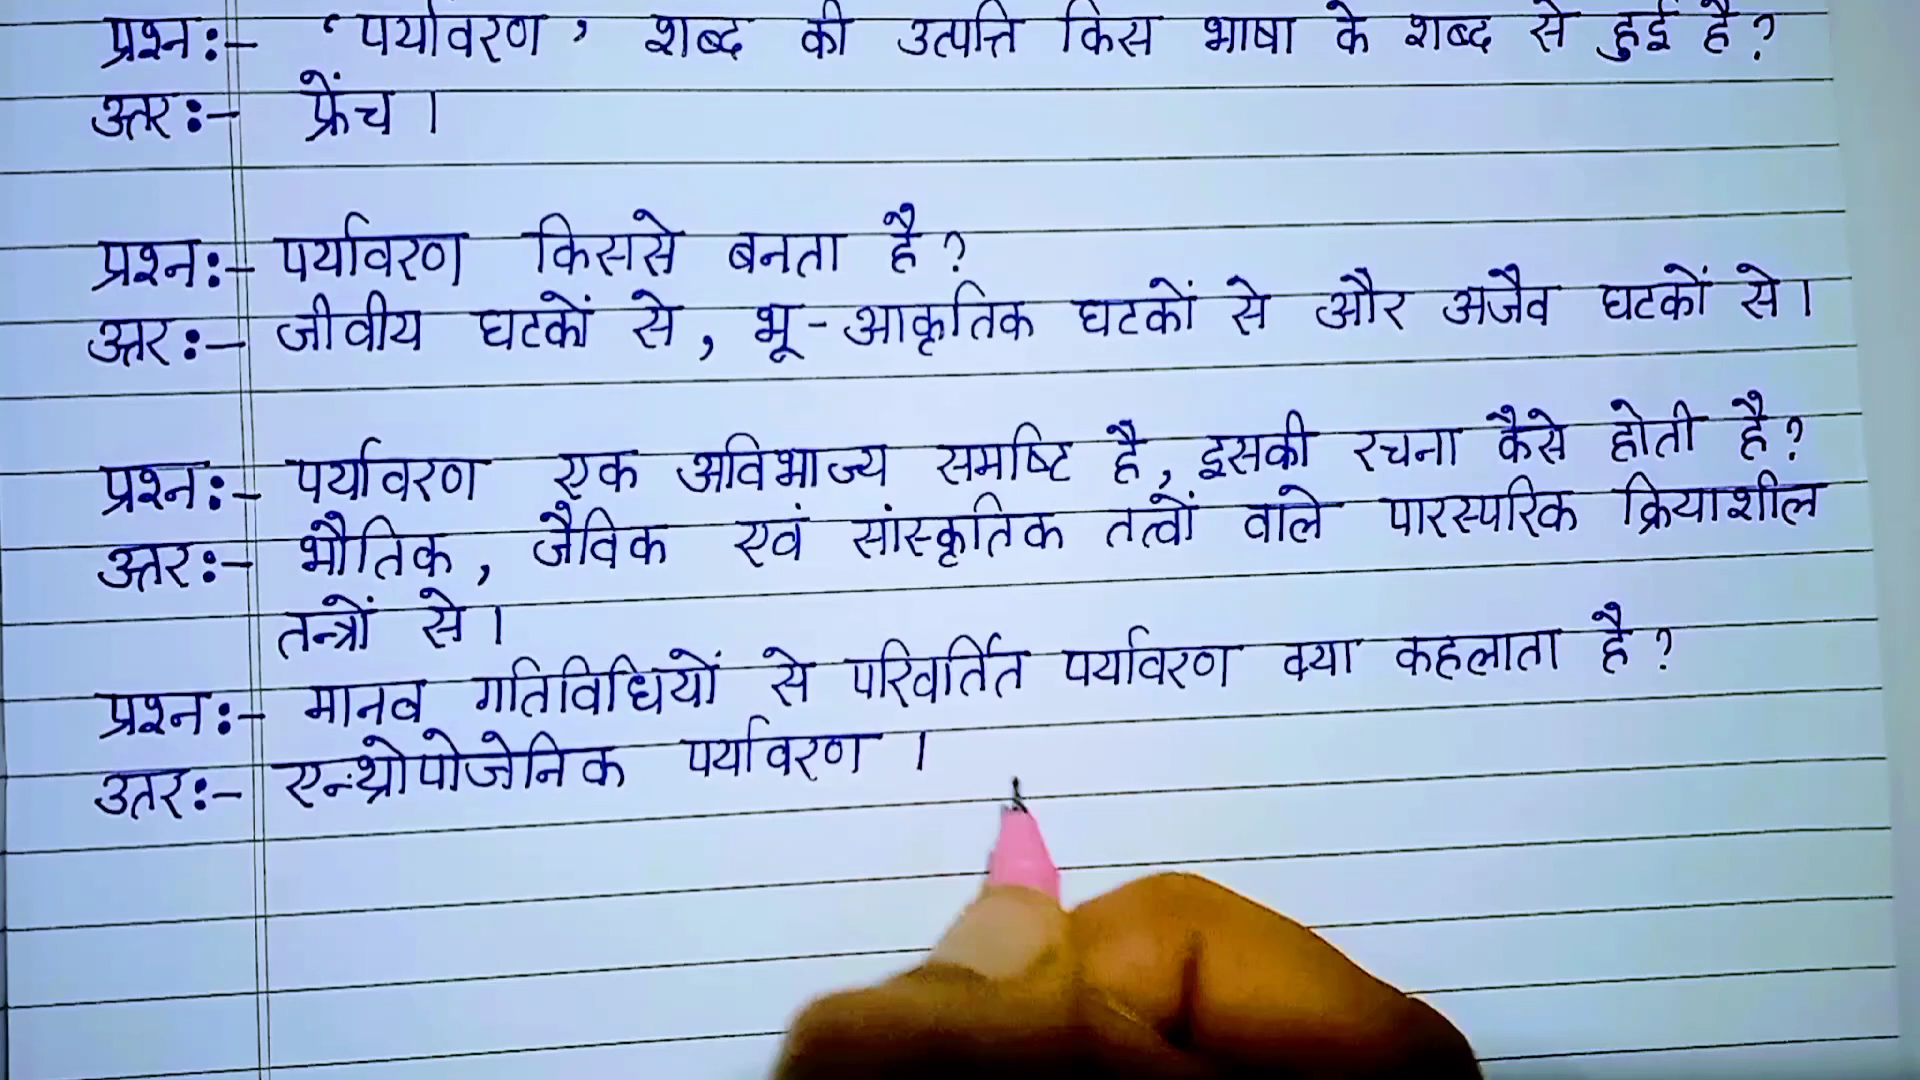 प्रश्न:- 'पर्यावरण' शब्द की उत्पत्ति किस भाषा के शब्द से हुई है?
उत्तर:- फ्रेंच।
प्रश्न:- पर्यावरण किससे बनता है?
उत्तर:- जीवीय घटकों से, भू-आकृतिक घटकों से और अजैव घटकों से।
प्रश्न:- पर्यावरण एक अविभाज्य समष्टि है, इसकी रचना कैसे होती है?
उत्तर:- भौतिक, जैविक एवं सांस्कृतिक तत्वों वाले पारस्परिक क्रियाशील
तन्त्रों से।
प्रश्न:- मानव गतिविधियों से परिवर्तित पर्यावरण क्या कहलाता है?
उतर:- एन्थ्रोपोजेनिक पर्यावरण ।